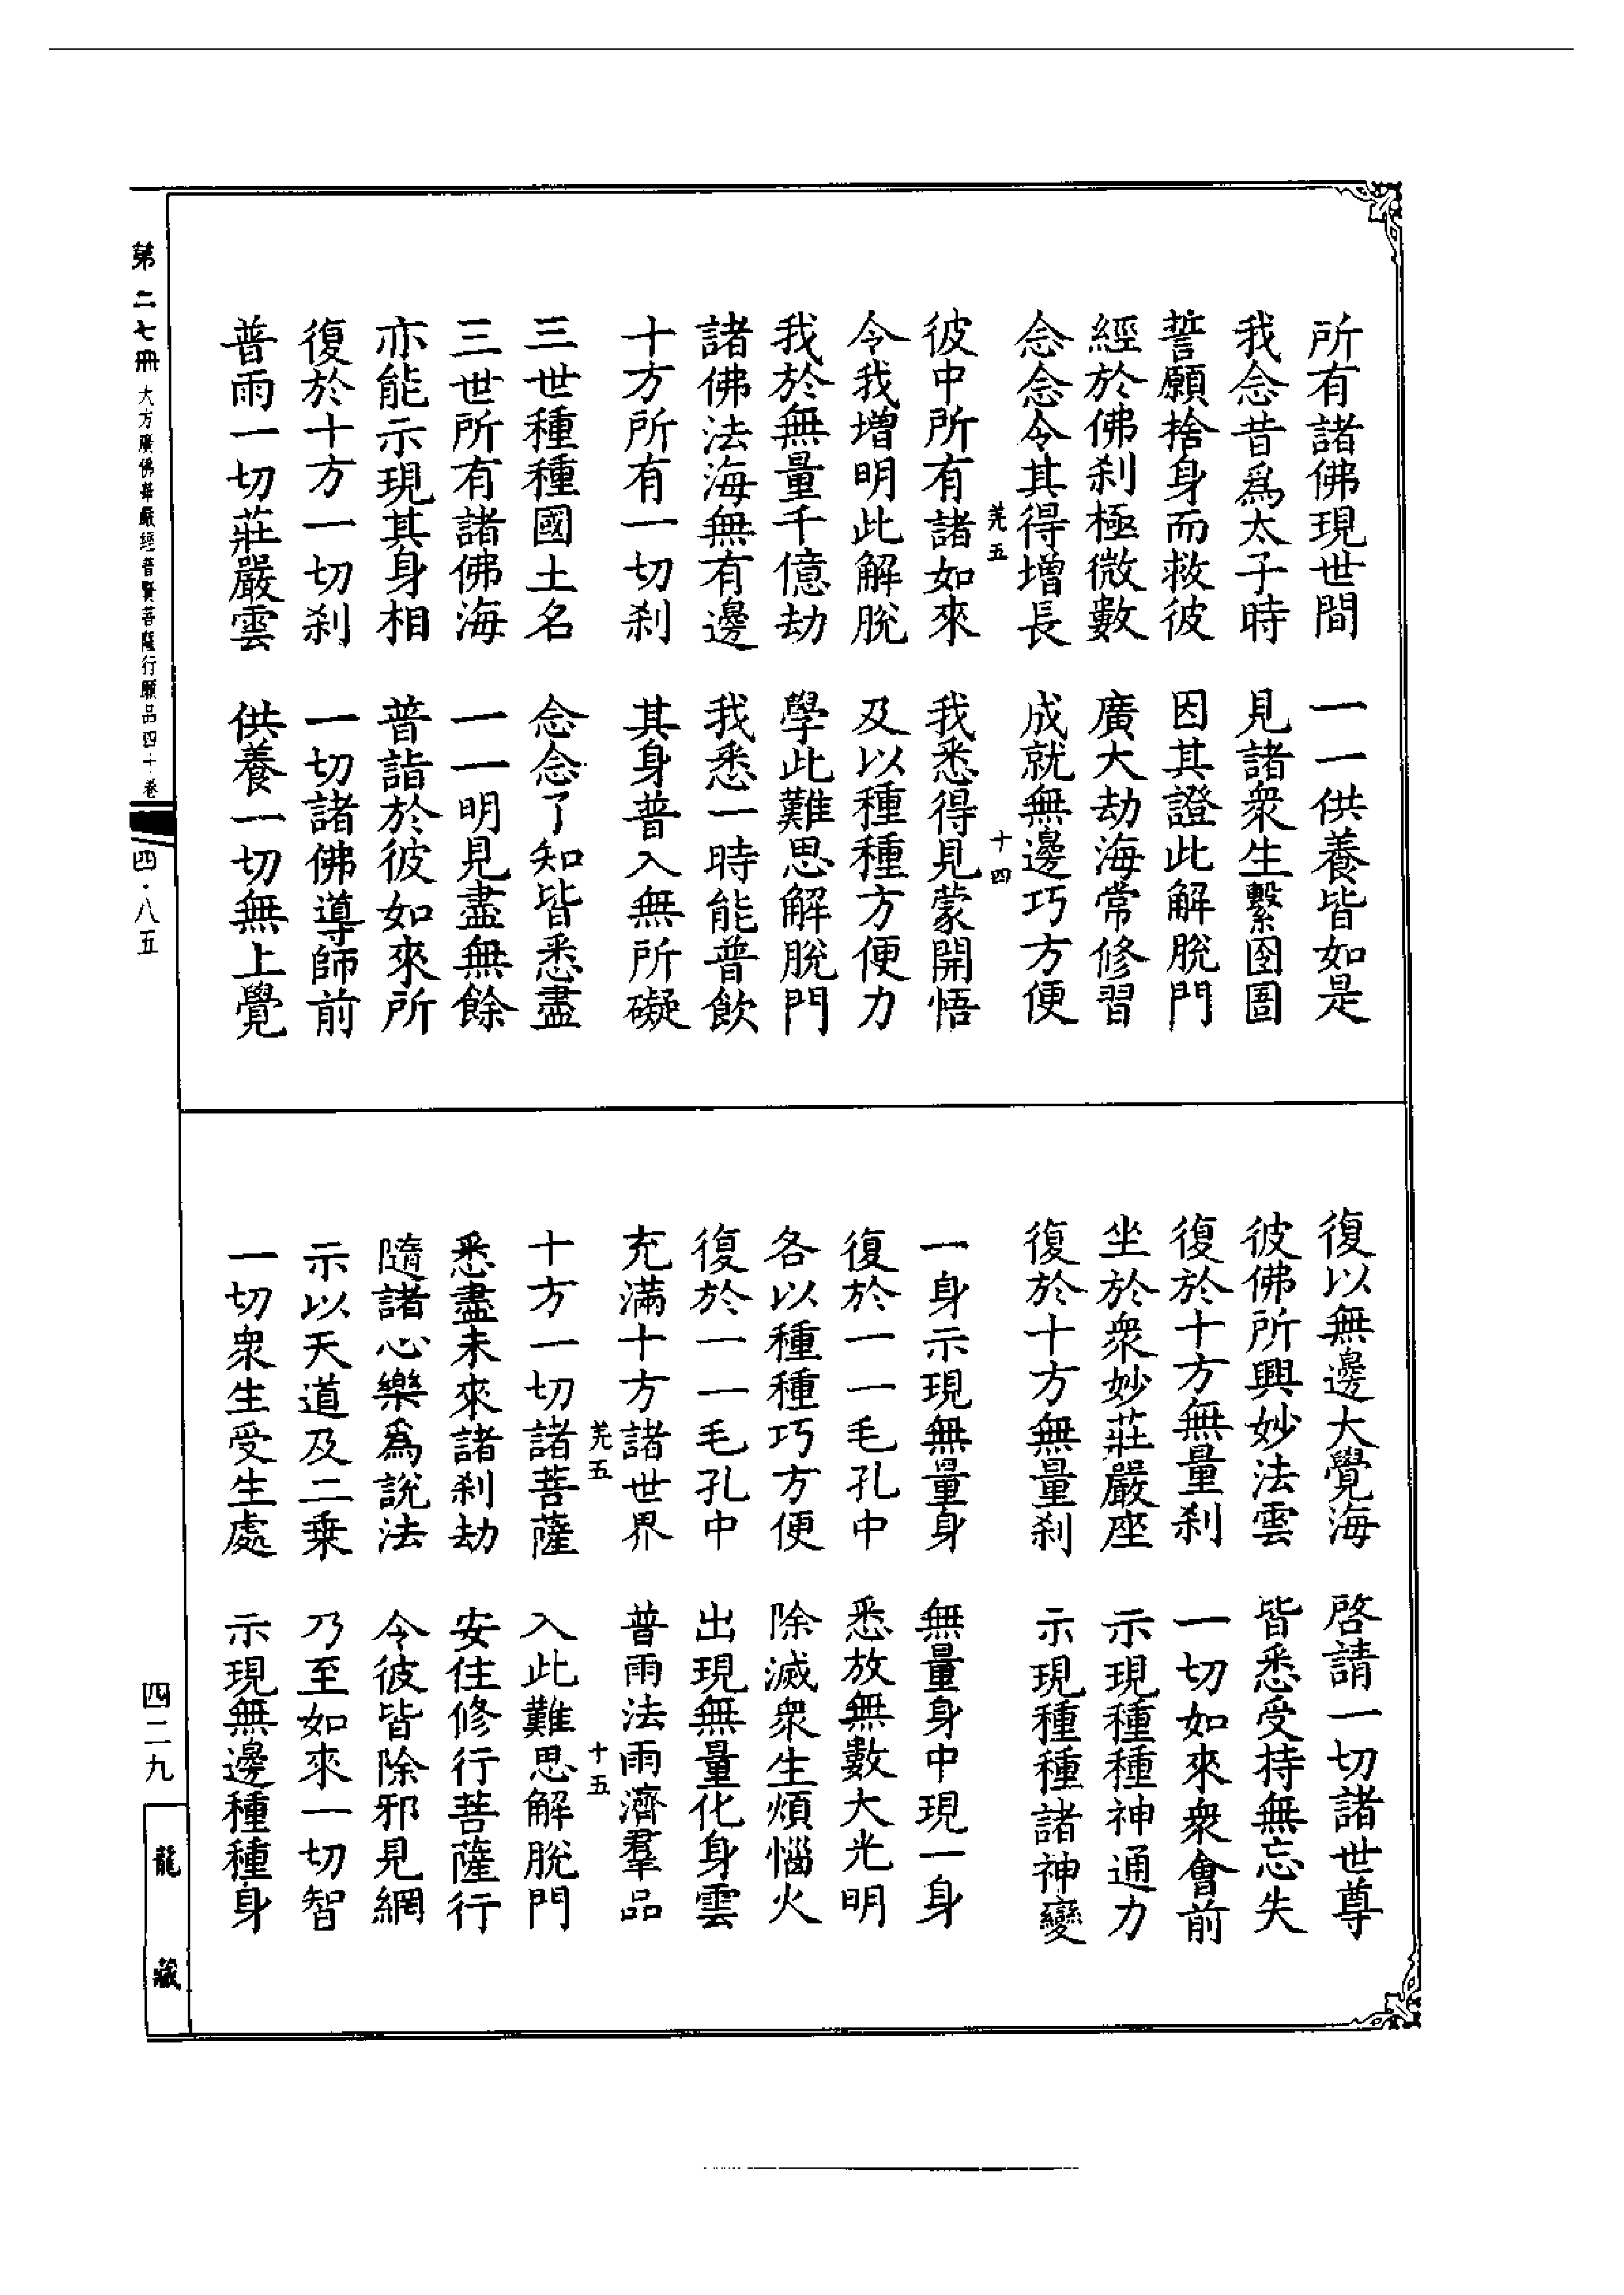 所有諸佛現世間　一一供養皆如是
我念昔爲太子時　見諸衆生繫囹圄
誓願捨身而救彼　因其證此解脫門
經於佛刹極微數　廣大劫海常修習
念念令其得增長　成就無邊巧方便
羌五　十四
彼中所有諸如來　我悉得見蒙開悟
令我增明此解脫　及以種種方便力
我於無量千億劫　學此難思解脫門
諸佛法海無有邊　我悉一時能普飲
十方所有一切刹　其身普入無所礙
三世種種國土名　念念了知皆悉盡
三世所有諸佛海　一一明見盡無餘
亦能示現其身相　普詣於彼如來所
復於十方一切刹　一切諸佛導師前
普雨一切莊嚴雲　供養一切無上覺
復以無邊大覺海　啓請一切諸世尊
彼佛所興妙法雲　皆悉受持無忘失
復於十方無量刹　一切如來衆會前
坐於衆妙莊嚴座　示現種種神通力
復於十方無量刹　示現種種諸神變
一身示現無量身　無量身中現一身
復於一一毛孔中　悉放無數大光明
各以種種巧方便　除滅衆生煩惱火
復於一一毛孔中　出現無量化身雲
充滿十方諸世界　普雨法雨濟羣品
羌五　十五
十方一切諸菩薩　入此難思解脫門
悉盡未來諸刹劫　安住修行菩薩行
隨諸心樂爲說法　令彼皆除邪見網
示以天道及二乗　乃至如來一切智
一切衆生受生處　示現無邊種種身
第二七冊　大方廣佛華嚴經普賢菩薩行願品四十卷　四·八五
四二九
龍藏